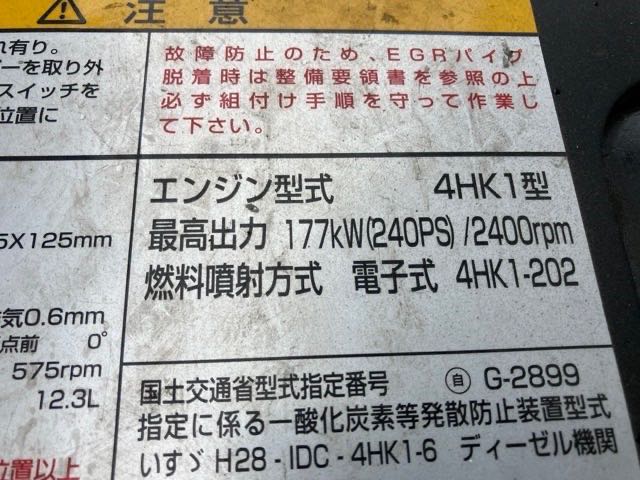 ⚠ 注意
れ有り。
ーを取り外
スイッチを
位置に
故障防止のため、EGRパイプ
脱着時は整備要領書を参照の上
必ず組付け手順を守って作業し
て下さい。
5X125mm
気0.6mm
点前 0°
575rpm
12.3L
位置以上
エンジン型式 4HK1型
最高出力 177kW(240PS)/2400rpm
燃料噴射方式 電子式 4HK1-202
国土交通省型式指定番号 ㊀自 G-2899
指定に係る一酸化炭素等発散防止装置型式
いすゞ H28 - IDC - 4HK1-6 ディーゼル機関